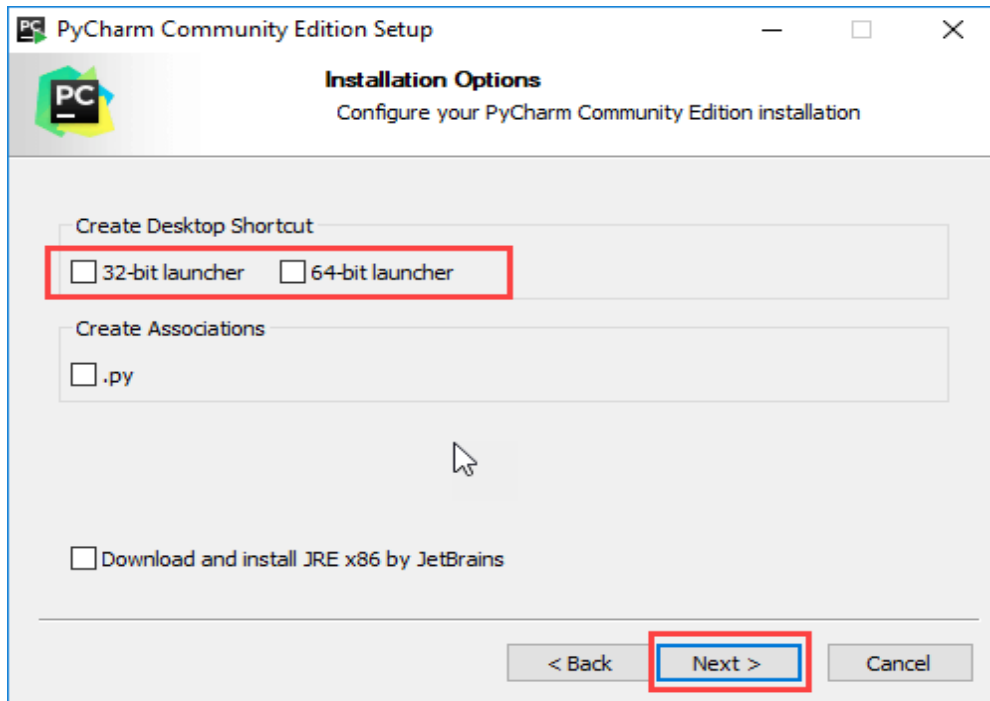 PyCharm Community Edition Setup
PC
Installation Options
Configure your PyCharm Community Edition installation
Create Desktop Shortcut
32-bit launcher 64-bit launcher
Create Associations
.py
Download and install JRE x86 by JetBrains
< Back Next > Cancel